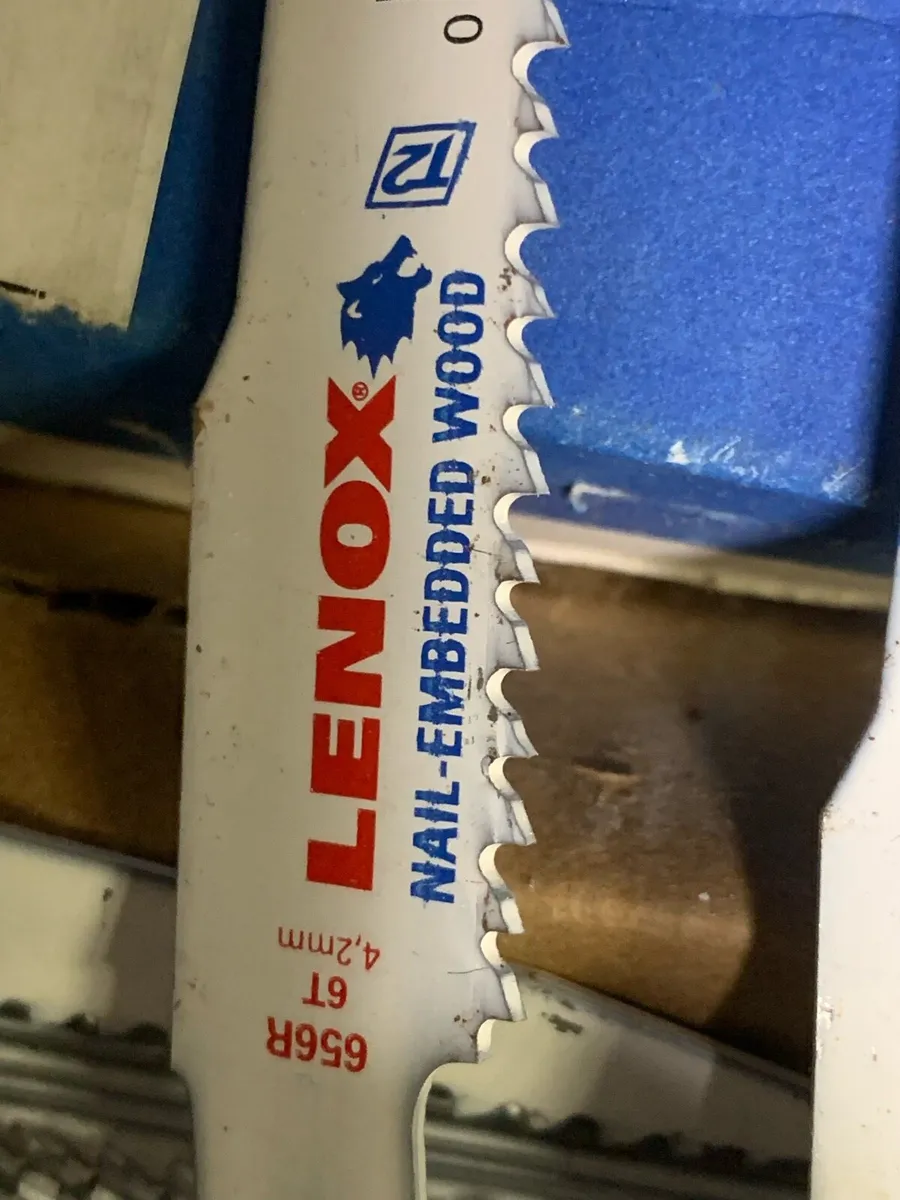 656R
6T
4,2mm
LENOX®
NAIL-EMBEDDED WOOD
T2